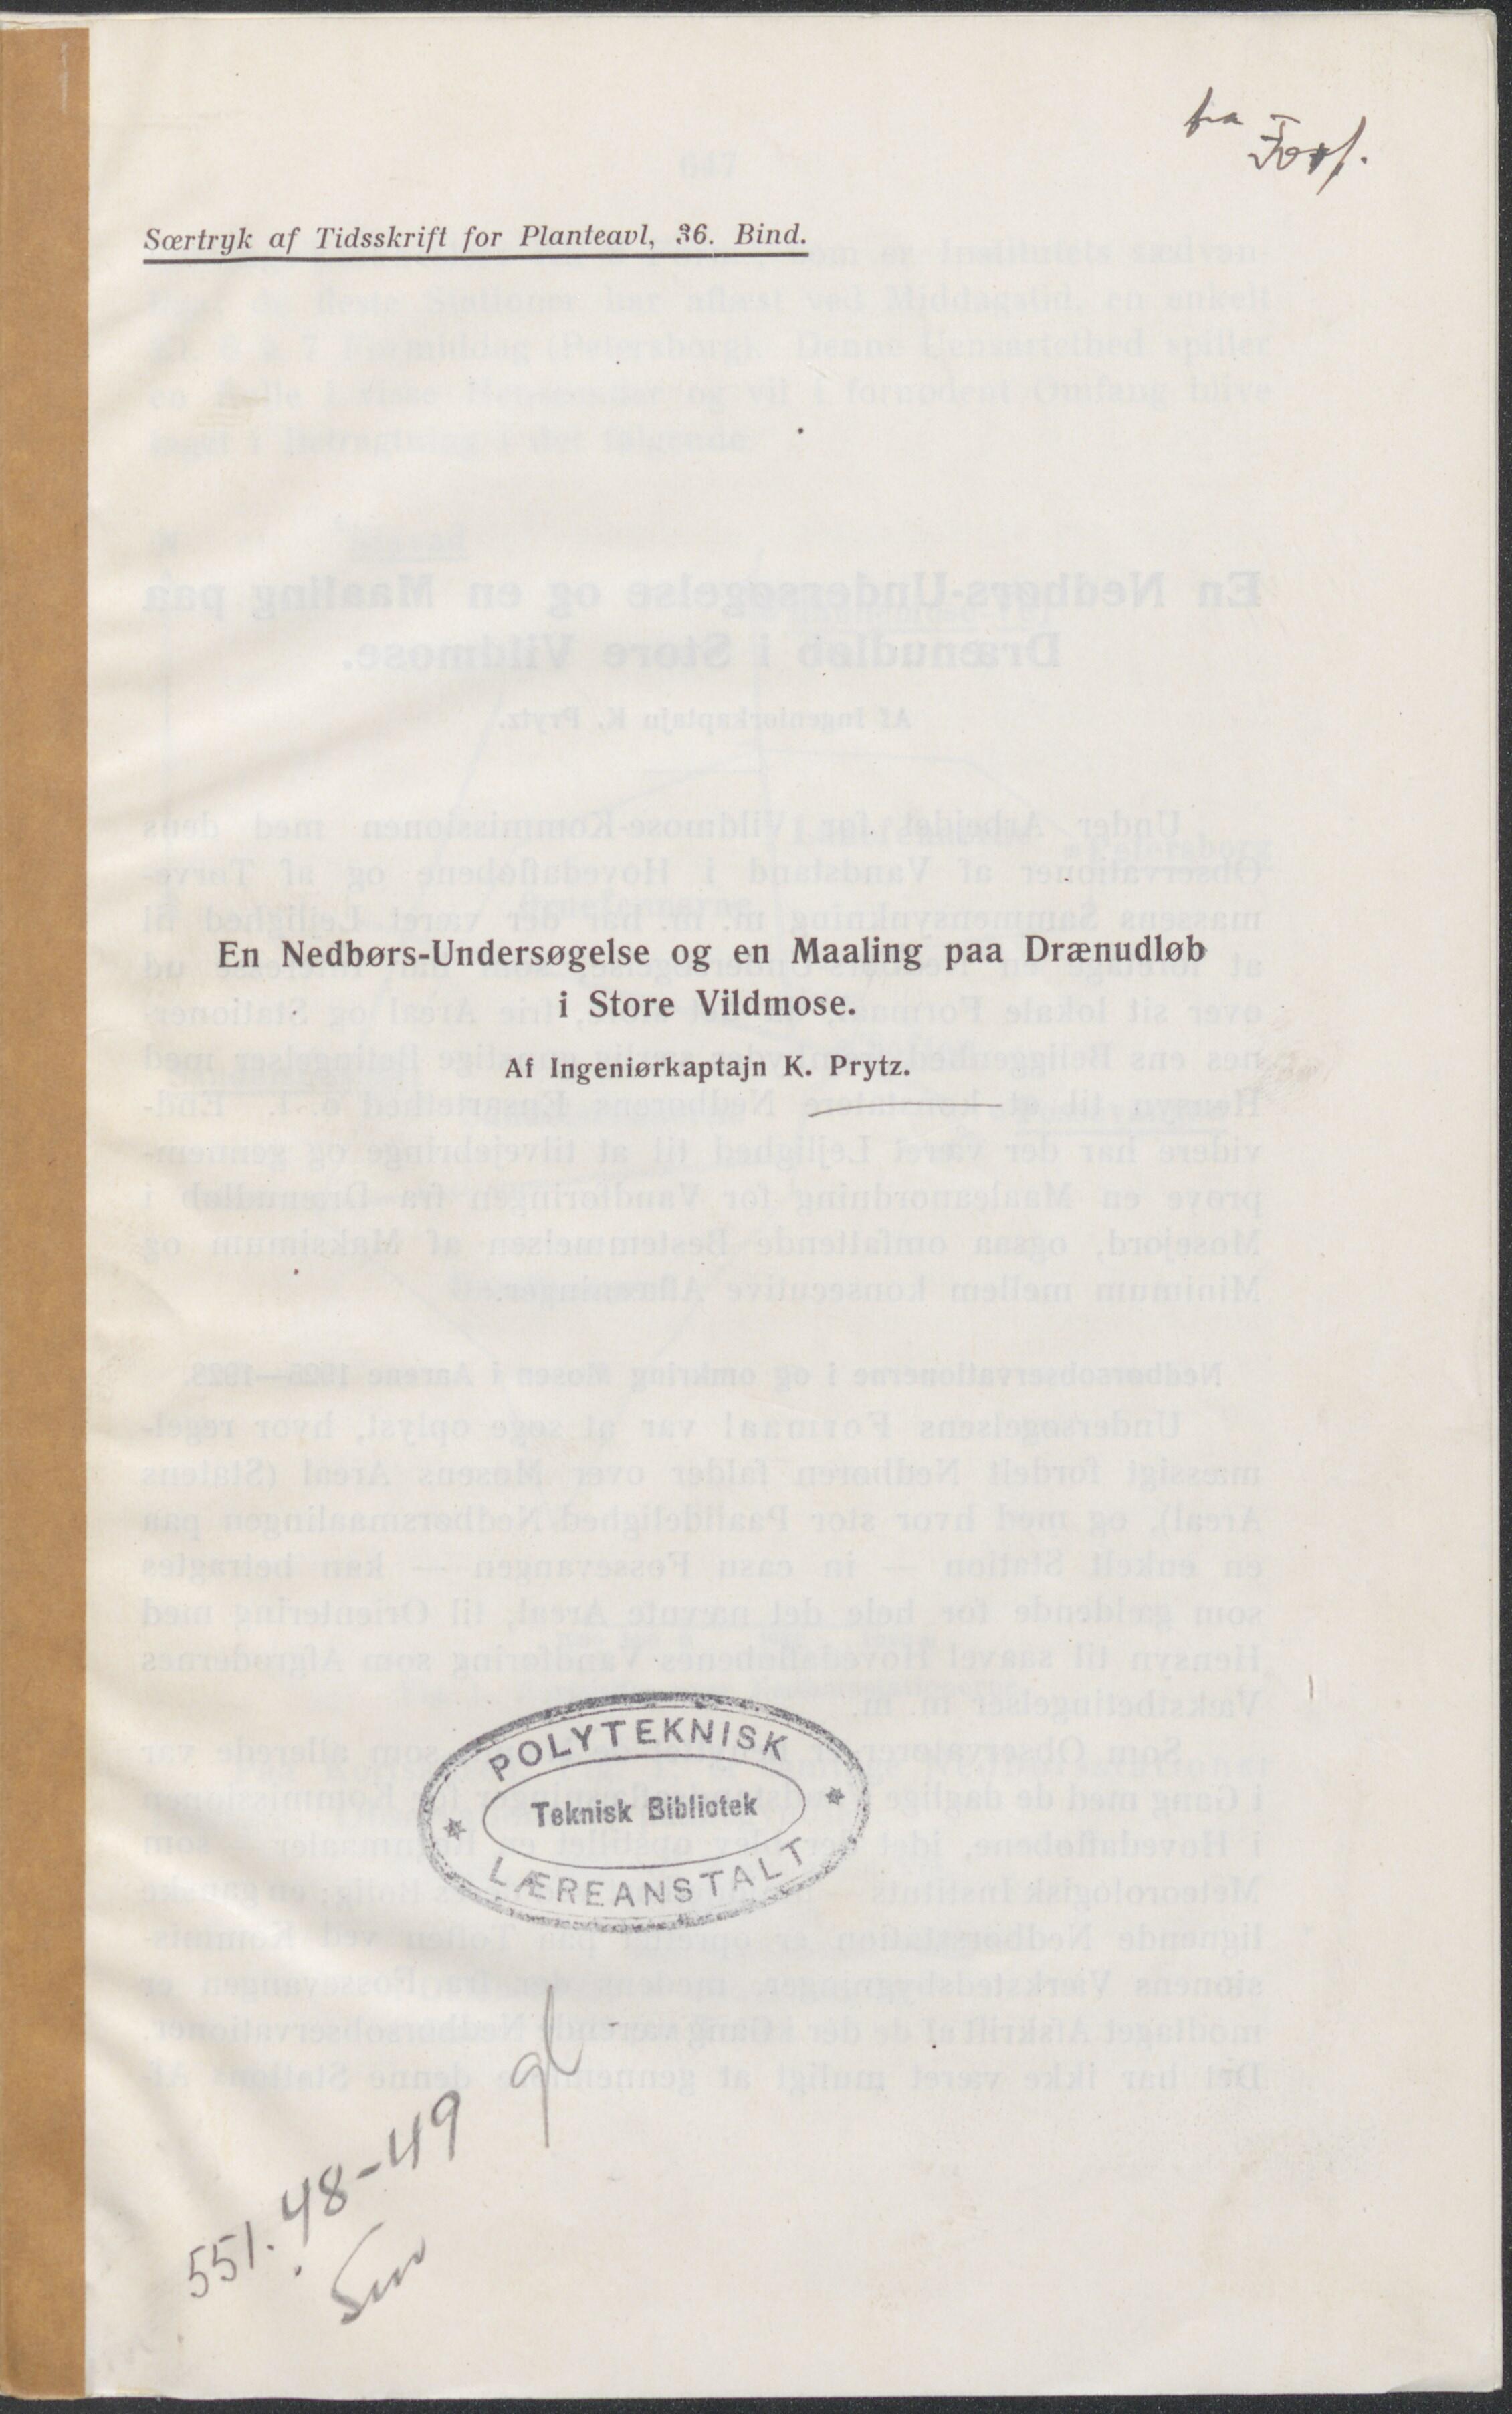 fra
Forf.
Særtryk af Tidsskrift for Planteavl, 36. Bind.
En Nedbørs-Undersøgelse og en Maaling paa Drænudløb
i Store Vildmose.
Af Ingeniørkaptajn K. Prytz.
POLYTEKNISK
Teknisk Bibliotek
LÆREANSTALT
gl
551.48-49